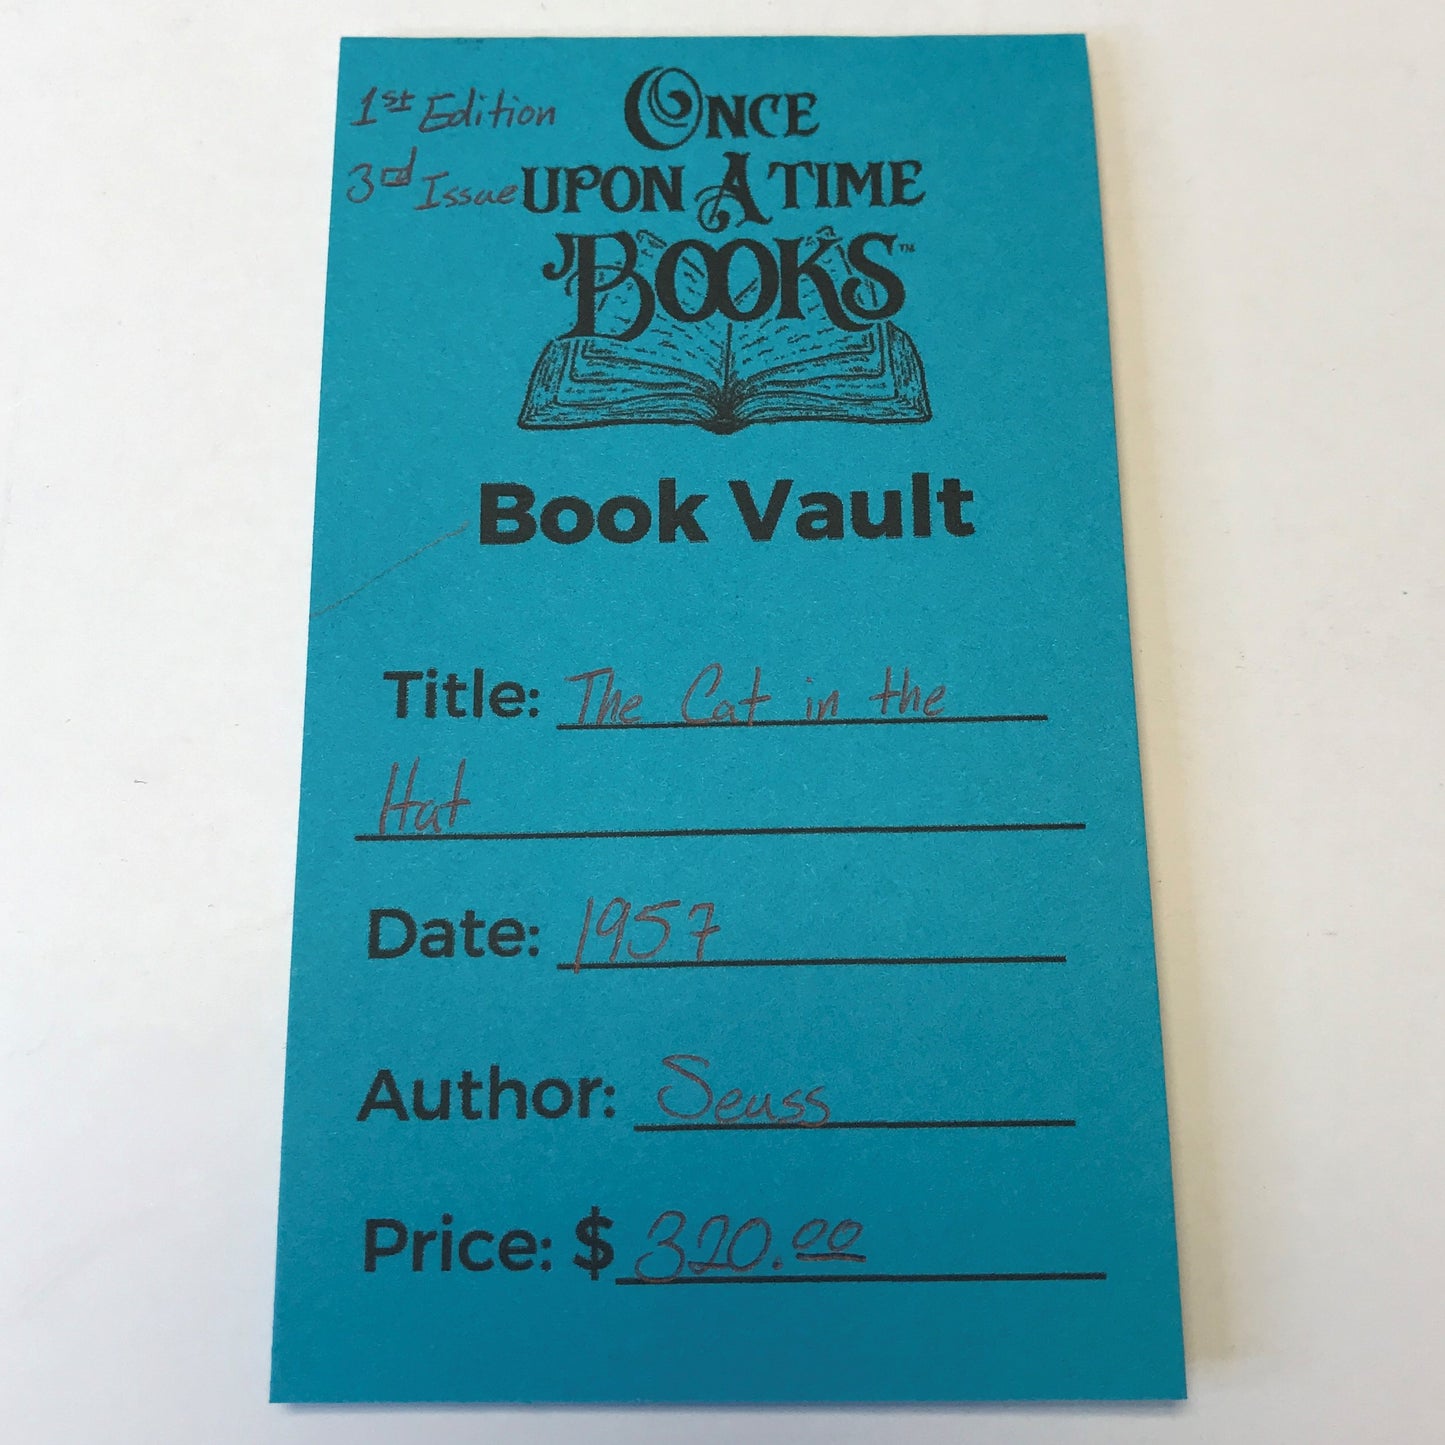 1st Edition
3rd Issue
ONCE
UPON A TIME
BOOKS™
Book Vault
Title: The Cat in the
Hat
Date: 1957
Author: Seuss
Price: $ 320.00